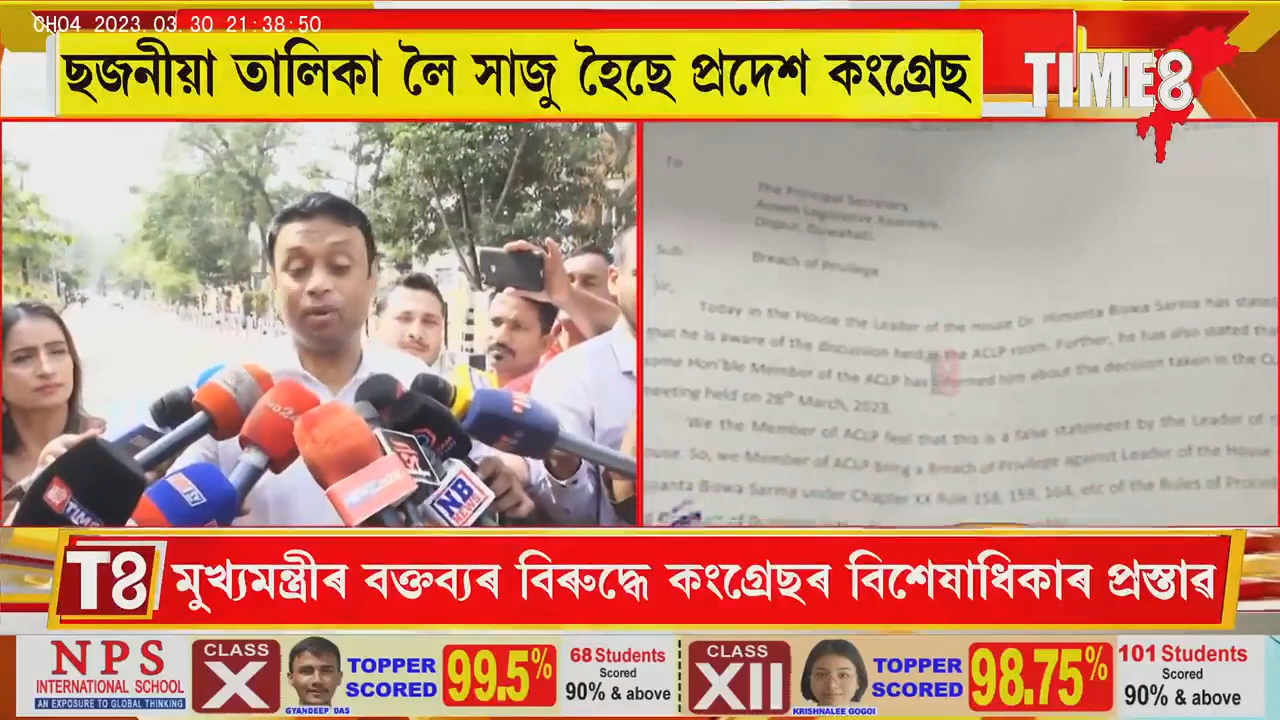 CH04 2023.03.30 21:38:50
ছজনীয়া তালিকা লৈ সাজু হৈছে প্ৰদেশ কংগ্ৰেছ
TIME8
To
The Principal Secretary,
Assam Legislative Assembly,
Dispur, Guwahati.
Sub: Breach of Privilege
Sir,
Today in the House the Leader of the House Dr. Himanta Biswa Sarma has stated
that he is aware of the discussion held in the ACLP room. Further, he has also stated that
some Hon'ble Member of the ACLP has informed him about the decision taken in the CL
meeting held on 28th March, 2023.
We the Member of ACLP feel that this is a false statement by the Leader of
House. So, we Member of ACLP bring a Breach of Privilege against Leader of the House
Himanta Biswa Sarma under Chapter XX Rule 158, 159, 164, etc of the Rules of Procedure
TIME8
NB NEWS
T8 মুখ্যমন্ত্ৰীৰ বক্তব্যৰ বিৰুদ্ধে কংগ্ৰেছৰ বিশেষাধিকাৰ প্ৰস্তাৱ
NPS
INTERNATIONAL SCHOOL
AN EXPOSURE TO GLOBAL THINKING
CLASS
X
GYANDEEP DAS
TOPPER
SCORED
99.5%
68 Students
Scored
90% & above
CLASS
XII
KRISHNALEE GOGOI
TOPPER
SCORED
98.75%
101 Students
Scored
90% & above